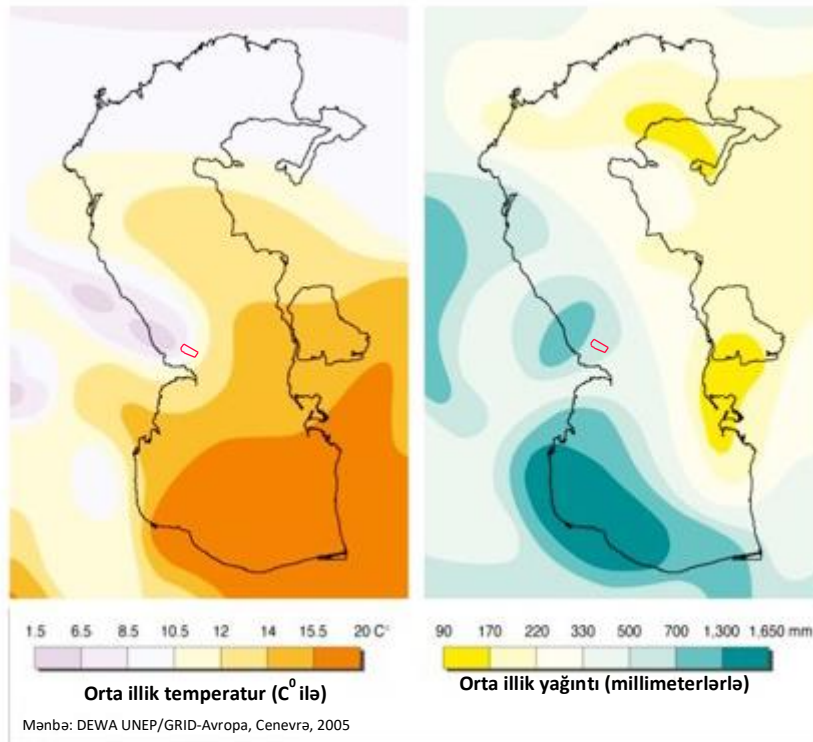 1.5 6.5 8.5 10.5 12 14 15.5 20 C°
Orta illik temperatur (C⁰ ilə)
90 170 220 330 500 700 1,300 1,650 mm
Orta illik yağıntı (millimeterlərlə)
Mənbə: DEWA UNEP/GRID-Avropa, Cenevrə, 2005